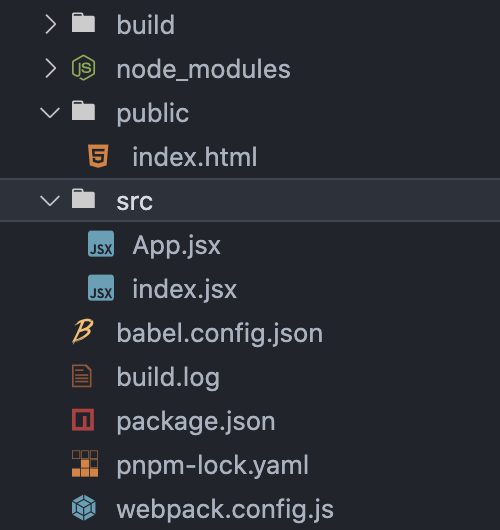 build
JS node_modules
public
5 index.html
src
JSX App.jsx
JSX index.jsx
B babel.config.json
build.log
package.json
pnpm-lock.yaml
webpack.config.js